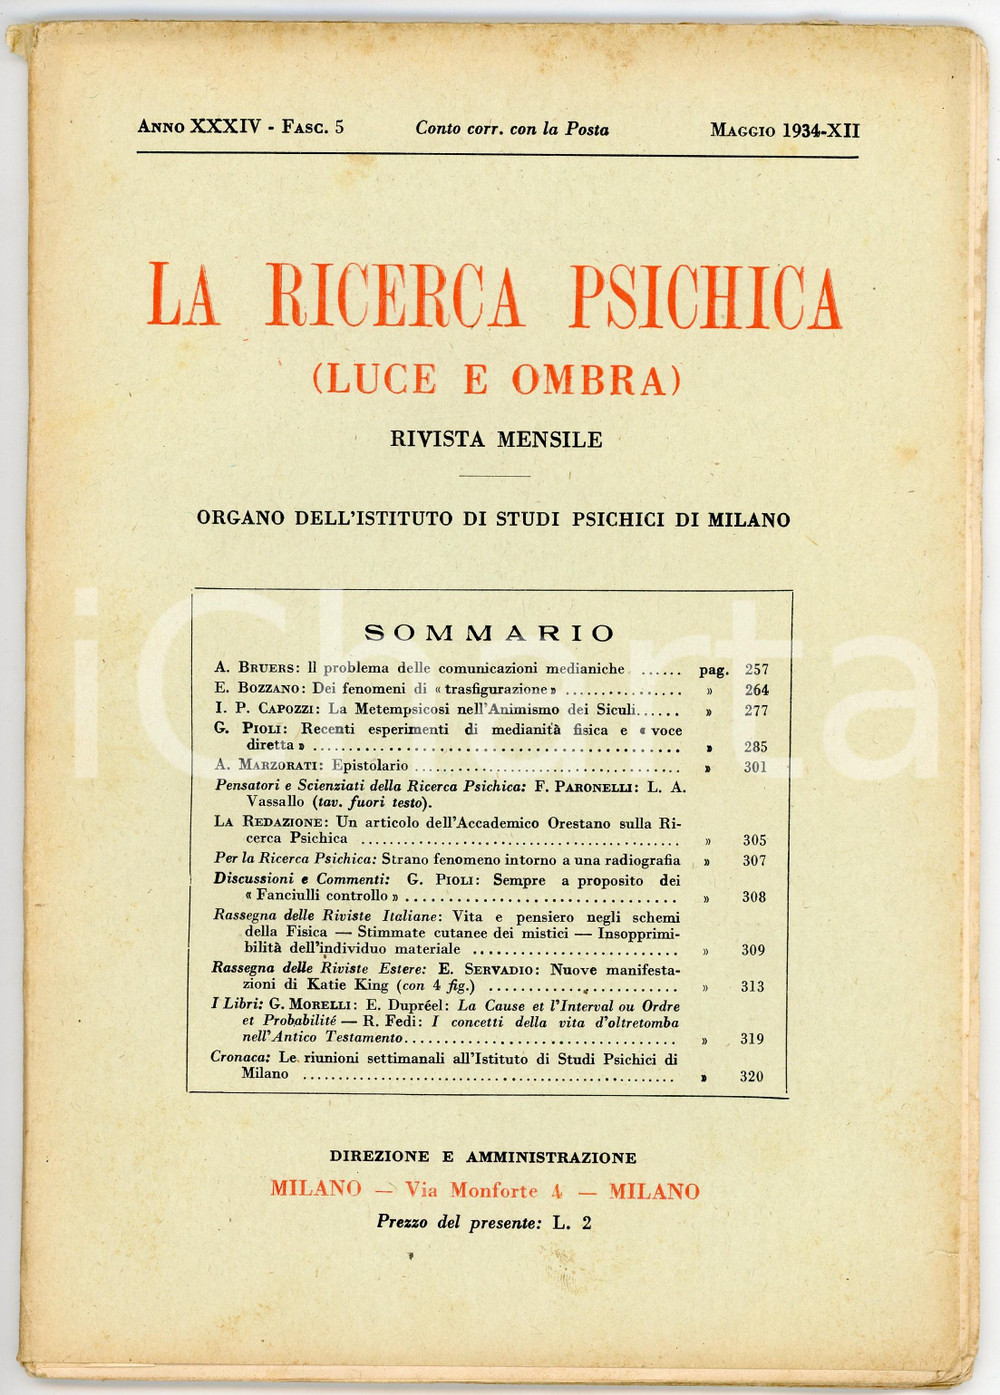 ANNO XXXIV - FASC. 5 Conto corr. con la Posta MAGGIO 1934-XII
LA RICERCA PSICHICA
(LUCE E OMBRA)
RIVISTA MENSILE
ORGANO DELL'ISTITUTO DI STUDI PSICHICI DI MILANO
iCharta
SOMMARIO
A. BRUERS: Il problema delle comunicazioni medianiche ...... pag. 257
E. BOZZANO: Dei fenomeni di « trasfigurazione » ............... » 264
I. P. CAPOZZI: La Metempsicosi nell'Animismo dei Siculi...... » 277
G. PIOLI: Recenti esperimenti di medianità fisica e « voce
diretta » ................................................ » 285
A. MARZORATI: Epistolario .................................. » 301
Pensatori e Scienziati della Ricerca Psichica: F. PARONELLI: L. A.
Vassallo (tav. fuori testo).
LA REDAZIONE: Un articolo dell'Accademico Orestano sulla Ri-
cerca Psichica .......................................... » 305
Per la Ricerca Psichica: Strano fenomeno intorno a una radiografia » 307
Discussioni e Commenti: G. PIOLI: Sempre a proposito dei
« Fanciulli controllo » .................................. » 308
Rassegna delle Riviste Italiane: Vita e pensiero negli schemi
della Fisica — Stimmate cutanee dei mistici — Insopprimi-
bilità dell'individuo materiale .......................... » 309
Rassegna delle Riviste Estere: E. SERVADIO: Nuove manifesta-
zioni di Katie King (con 4 fig.) ........................ » 313
I Libri: G. MORELLI: E. Dupréel: La Cause et l'Interval ou Ordre
et Probabilité — R. Fedi: I concetti della vita d'oltretomba
nell'Antico Testamento................................... » 319
Cronaca: Le riunioni settimanali all'Istituto di Studi Psichici di
Milano .................................................. » 320
DIREZIONE E AMMINISTRAZIONE
MILANO — Via Monforte 4 — MILANO
Prezzo del presente: L. 2